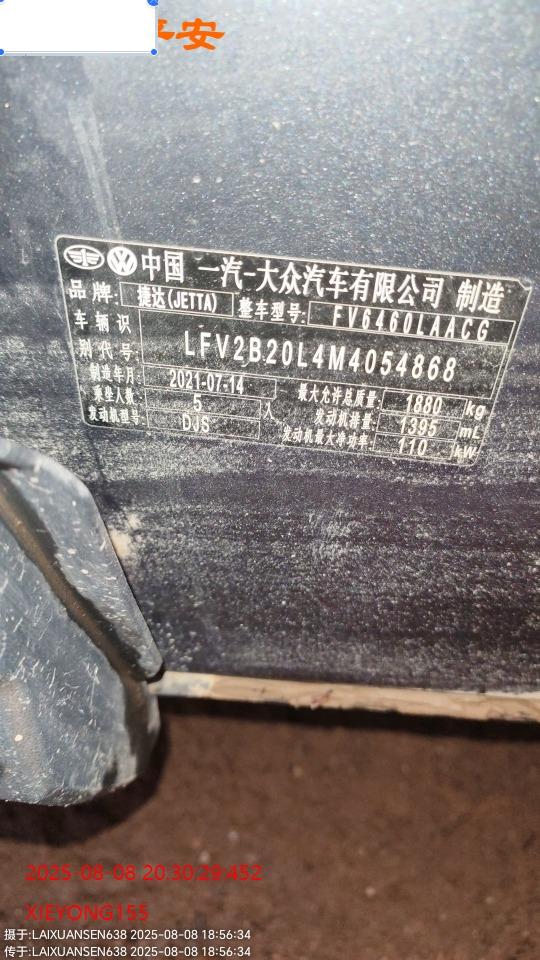 平安
中国 一汽-大众汽车有限公司 制造
品牌: 捷达(JETTA) 整车型号: FV6460LAACG
车辆识别代号: LFV2B20L4M4054868
制造年月: 2021-07-14 最大允许总质量: 1880 kg
乘坐人数 5 人 发动机排量: 1395 mL
发动机型号: DJS 发动机最大净功率: 110 kW
2025-08-08 20:30:29:452
XIEYONG155
摄于:LAIXUANSEN638 2025-08-08 18:56:34
传于:LAIXUANSEN638 2025-08-08 18:56:34